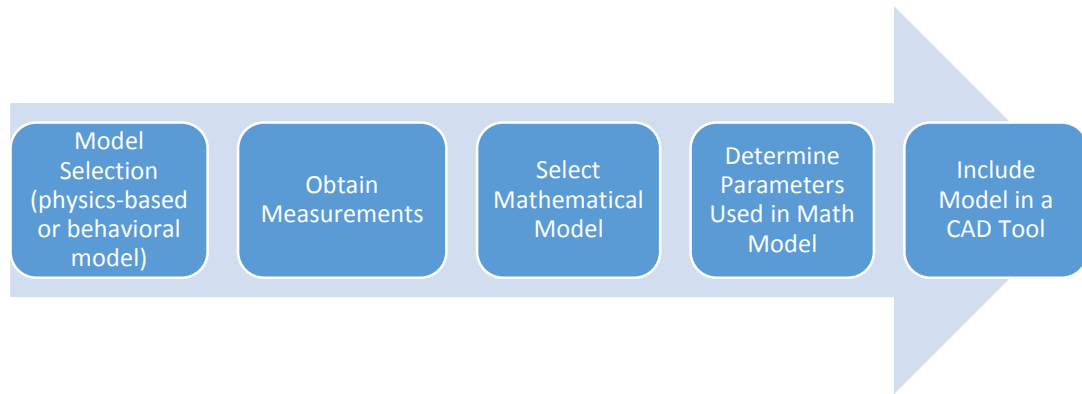 Model
Selection
(physics-based
or behavioral
model)
Obtain
Measurements
Select
Mathematical
Model
Determine
Parameters
Used in Math
Model
Include
Model in a
CAD Tool